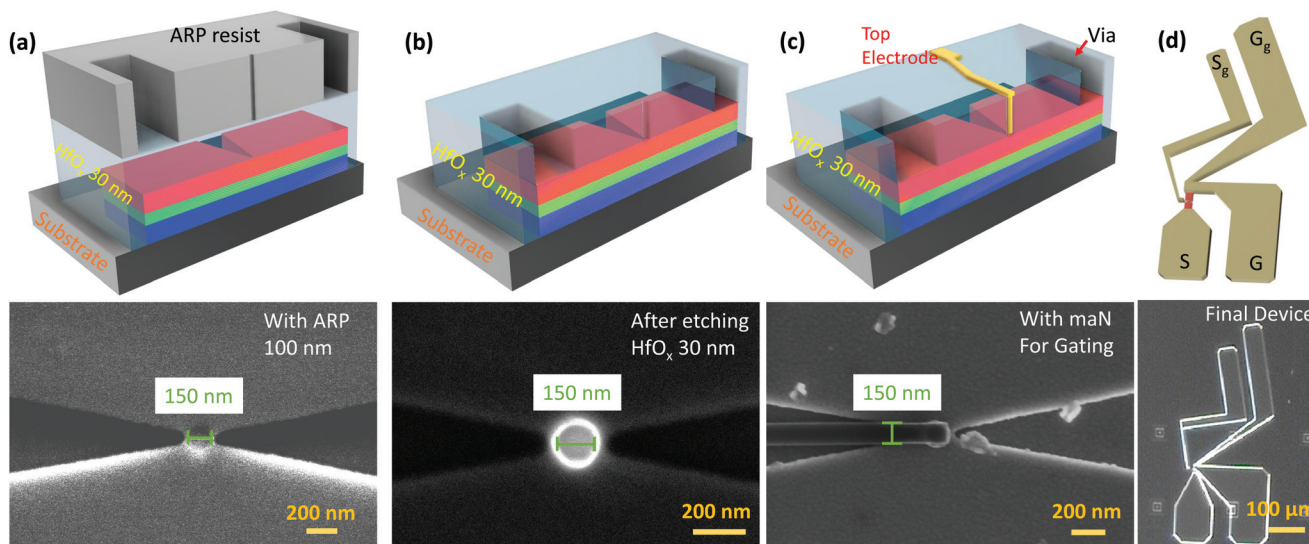 (a)
ARP resist
HfOx 30 nm
Substrate
(b)
HfOx 30 nm
Substrate
(c)
Top
Electrode
Via
HfOx 30 nm
Substrate
(d)
Sg
Gg
S
G
With ARP
100 nm
150 nm
200 nm
After etching
HfOx 30 nm
150 nm
200 nm
With maN
For Gating
150 nm
200 nm
Final Device
100 µm